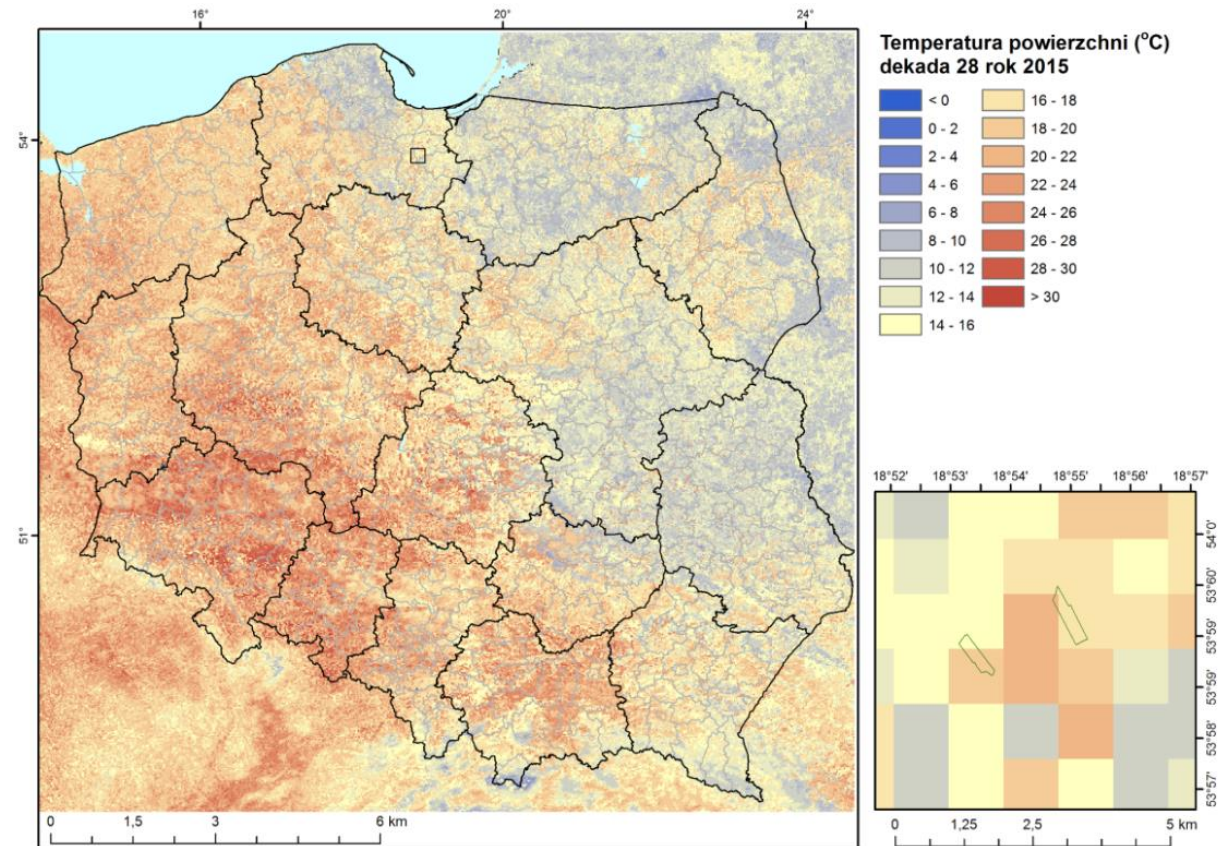 16° 20° 24°
54°
51°
0 1,5 3 6 km
Temperatura powierzchni (°C)
dekada 28 rok 2015
< 0 16 - 18
0 - 2 18 - 20
2 - 4 20 - 22
4 - 6 22 - 24
6 - 8 24 - 26
8 - 10 26 - 28
10 - 12 28 - 30
12 - 14 > 30
14 - 16
18°52' 18°53' 18°54' 18°55' 18°56' 18°57'
54°0'
53°60'
53°59'
53°59'
53°58'
53°57'
0 1,25 2,5 5 km